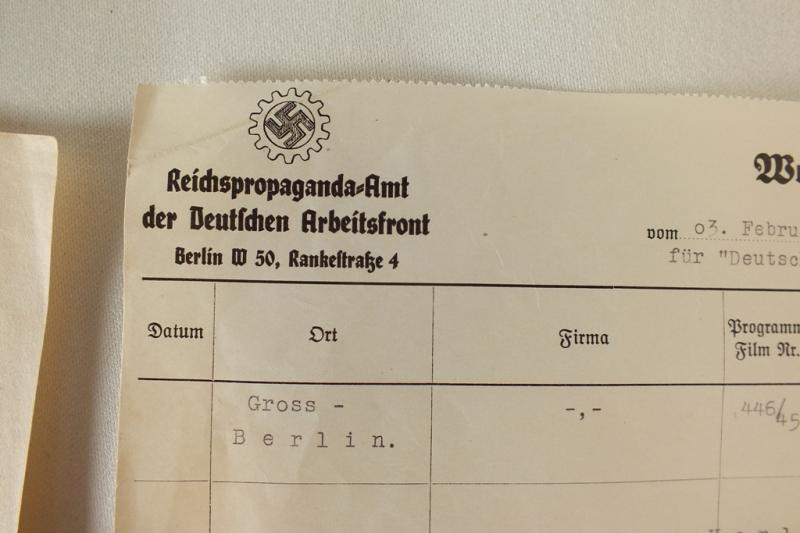 Reichspropaganda-Amt
der Deutschen Arbeitsfront
Berlin W 50, Rankestraße 4
vom 03. Febru
für "Deutsc
Datum Ort Firma Programm
Film Nr.
Gross - -,- 446/45
B e r l i n .